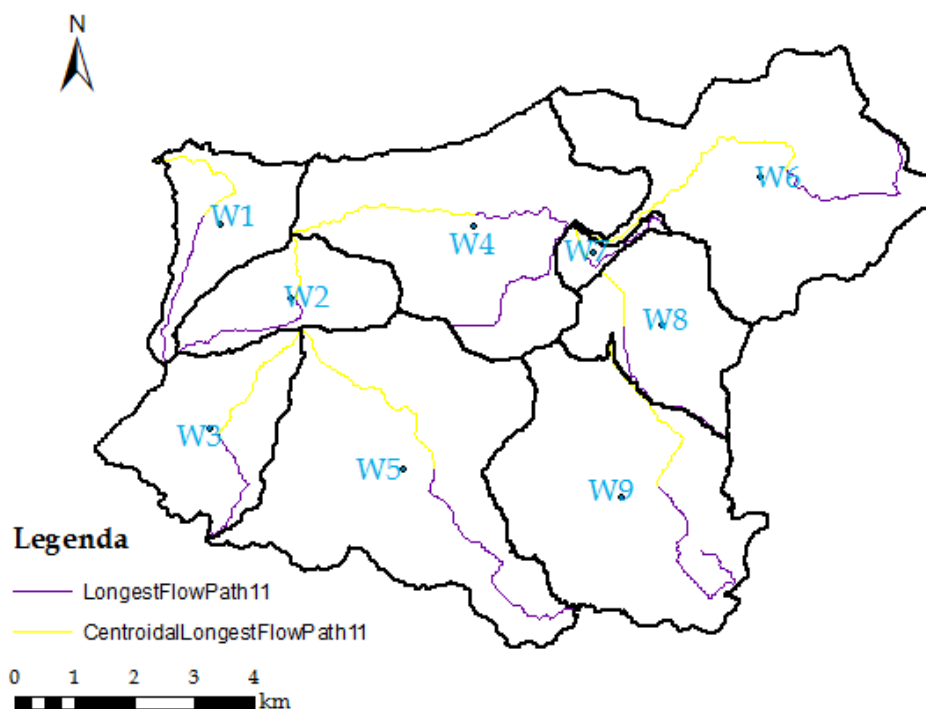 N
W1
W2
W3
W4
W5
W6
W7
W8
W9
Legenda
LongestFlowPath11
CentroidalLongestFlowPath11
0 1 2 3 4
km